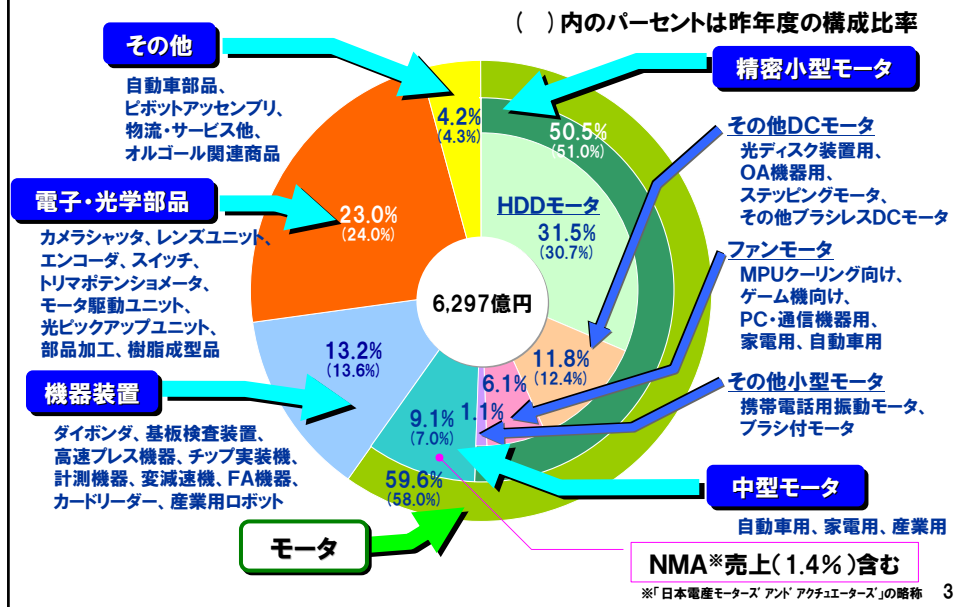 （　）内のパーセントは昨年度の構成比率
その他
自動車部品、
ピボットアッセンブリ、
物流・サービス他、
オルゴール関連商品
電子・光学部品
カメラシャッタ、レンズユニット、
エンコーダ、スイッチ、
トリマポテンショメータ、
モータ駆動ユニット、
光ピックアップユニット、
部品加工、樹脂成型品
機器装置
ダイボンダ、基板検査装置、
高速プレス機器、チップ実装機、
計測機器、変減速機、FA機器、
カードリーダー、産業用ロボット
モータ
4.2%
(4.3%)
23.0%
(24.0%)
13.2%
(13.6%)
9.1%
(7.0%)
59.6%
(58.0%)
6,297億円
50.5%
(51.0%)
HDDモータ
31.5%
(30.7%)
11.8%
(12.4%)
6.1%
1.1%
精密小型モータ
その他DCモータ
光ディスク装置用、
OA機器用、
ステッピングモータ、
その他ブラシレスDCモータ
ファンモータ
MPUクーリング向け、
ゲーム機向け、
PC・通信機器用、
家電用、自動車用
その他小型モータ
携帯電話用振動モータ、
ブラシ付モータ
中型モータ
自動車用、家電用、産業用
NMA※売上（1.4％）含む
※「日本電産モーターズ アンド アクチュエーターズ」の略称
3